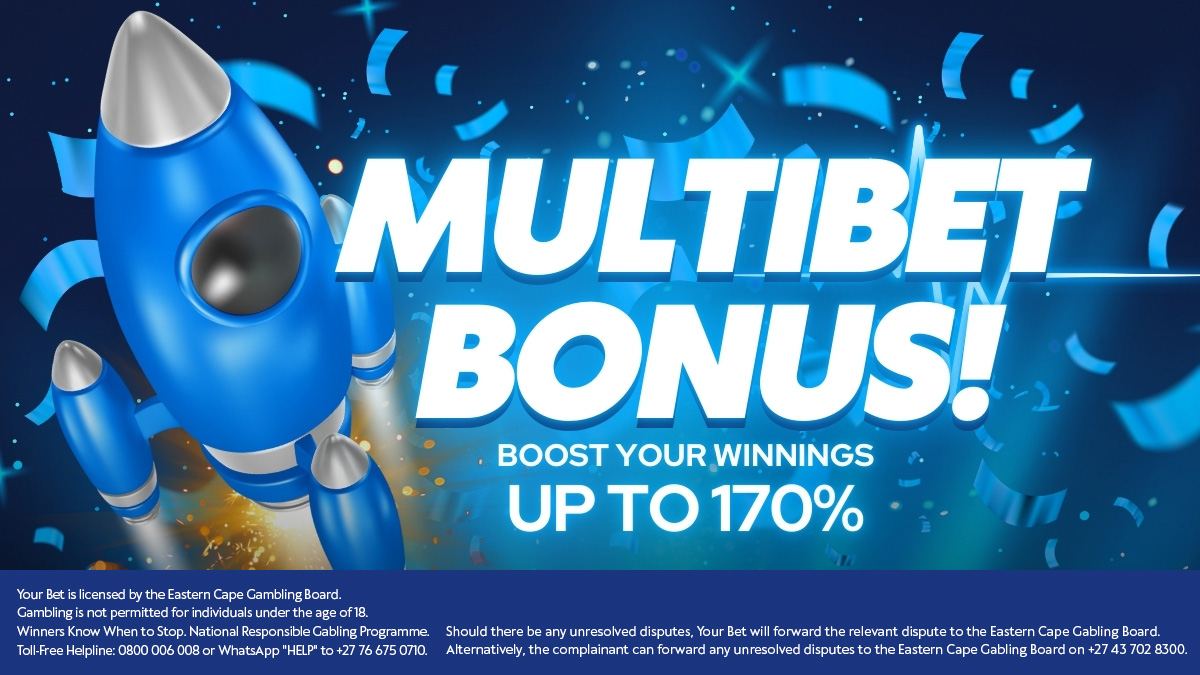 MULTIBET
BONUS!
BOOST YOUR WINNINGS
UP TO 170%
Your Bet is licensed by the Eastern Cape Gambling Board.
Gambling is not permitted for individuals under the age of 18.
Winners Know When to Stop. National Responsible Gabling Programme.
Toll-Free Helpline: 0800 006 008 or WhatsApp "HELP" to +27 76 675 0710.
Should there be any unresolved disputes, Your Bet will forward the relevant dispute to the Eastern Cape Gabling Board.
Alternatively, the complainant can forward any unresolved disputes to the Eastern Cape Gabling Board on +27 43 702 8300.